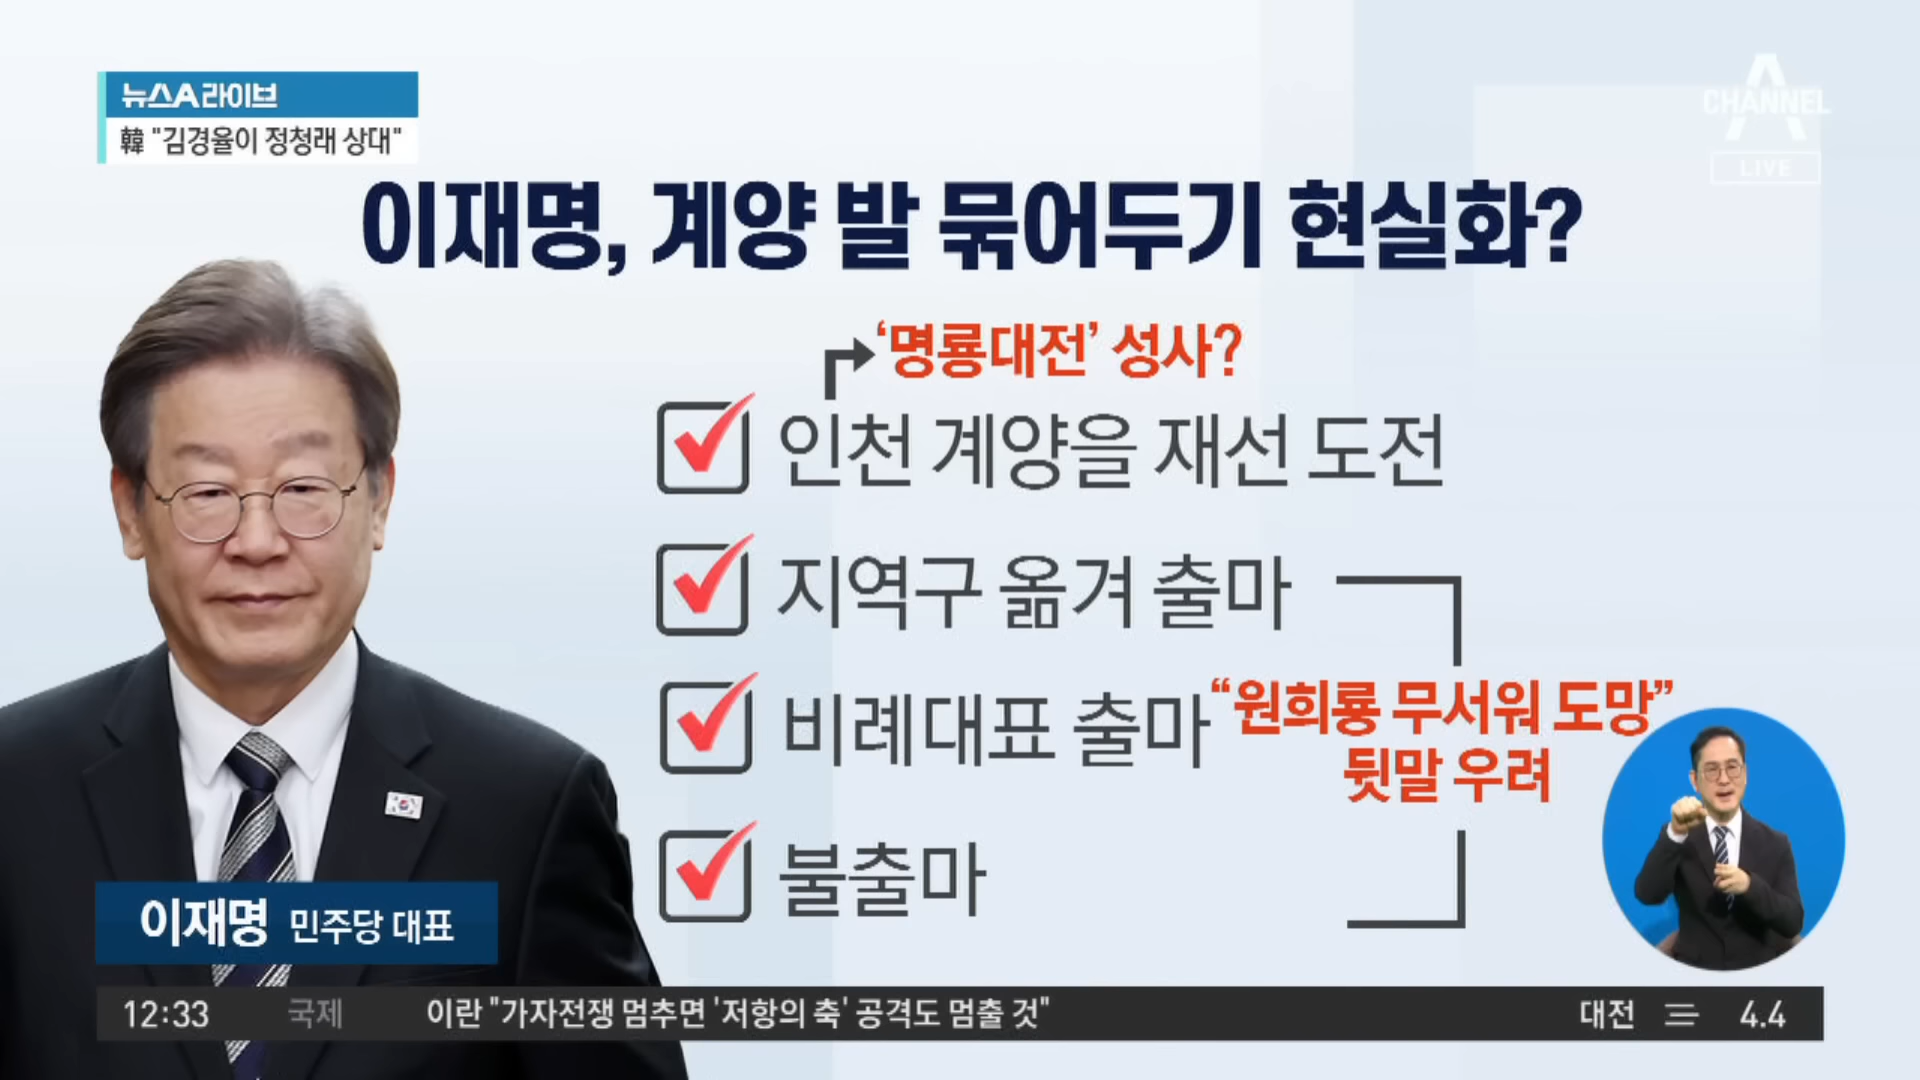 뉴스A 라이브
韓 "김경율이 정청래 상대"
CHANNEL A
LIVE
이재명, 계양 발 묶어두기 현실화?
‘명룡대전’ 성사?
인천 계양을 재선 도전
지역구 옮겨 출마
비례대표 출마
“원희룡 무서워 도망”
뒷말 우려
불출마
이재명 민주당 대표
12:33 국제 이란 "가자전쟁 멈추면 '저항의 축' 공격도 멈출 것" 대전 4.4